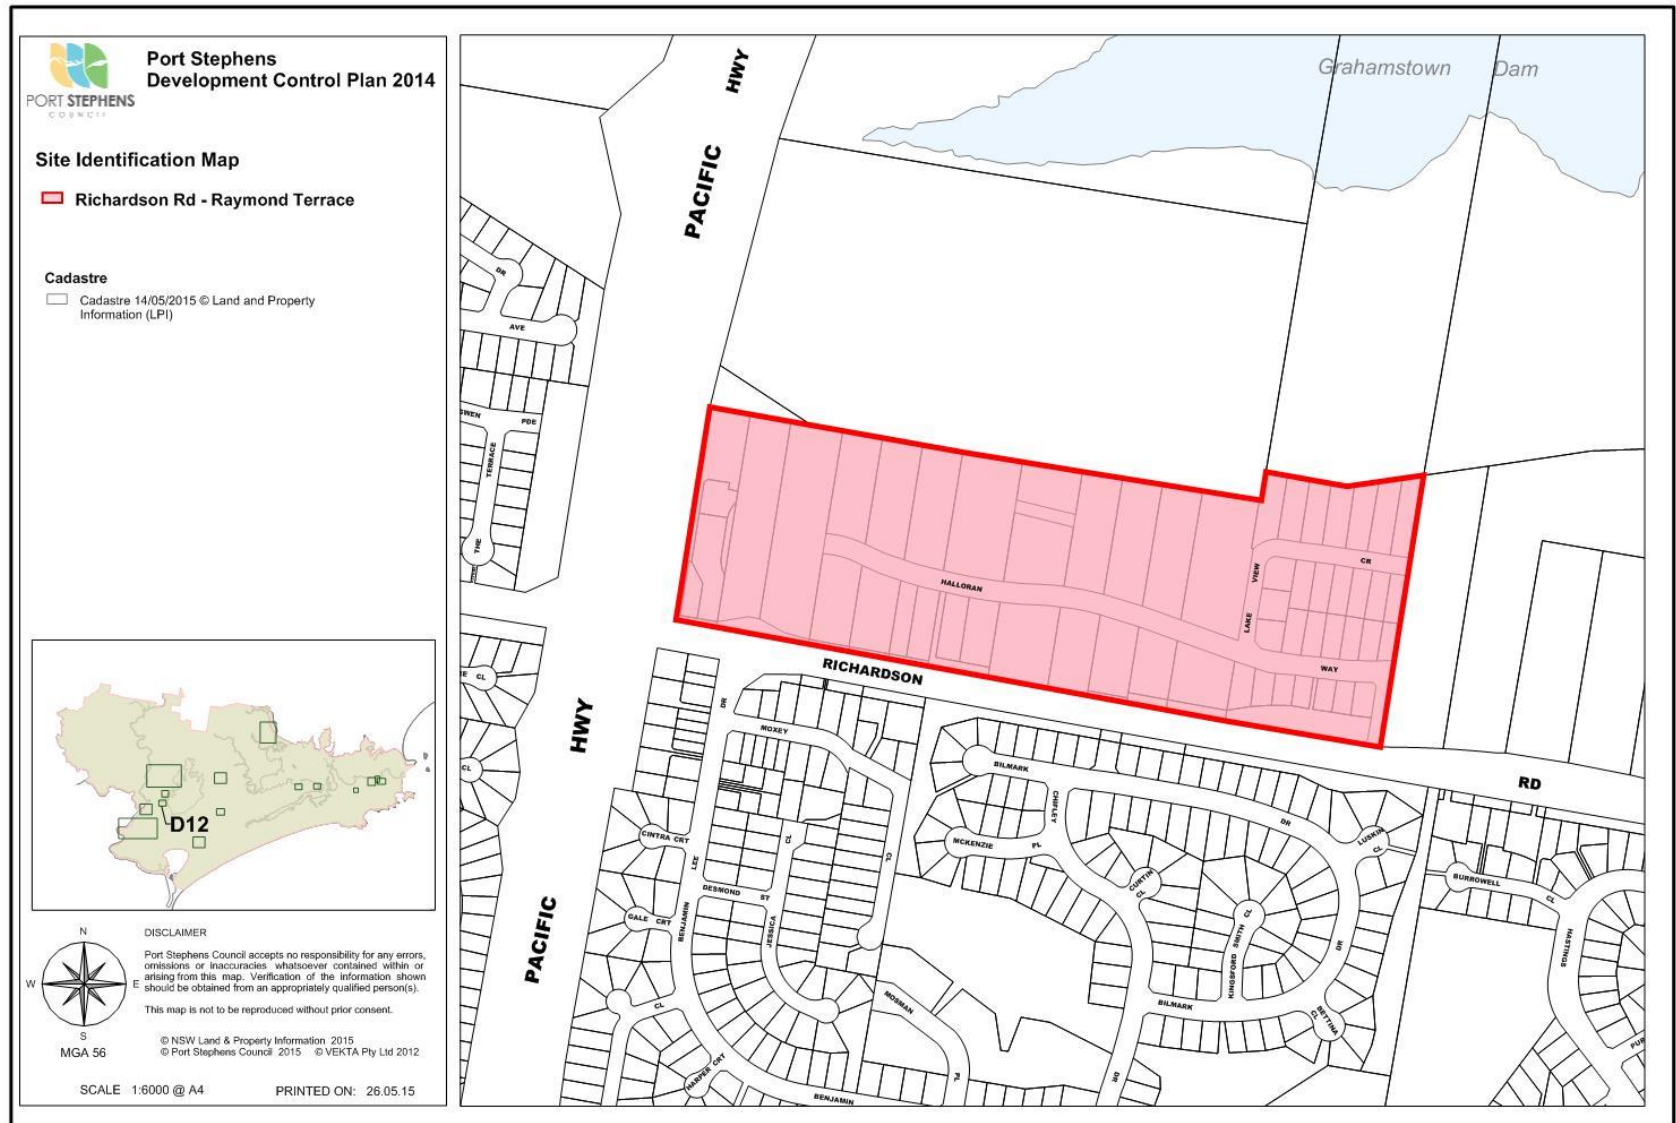 Port Stephens
Development Control Plan 2014
PORT STEPHENS
COUNCIL
Site Identification Map
Richardson Rd - Raymond Terrace
Cadastre
Cadastre 14/05/2015 © Land and Property
Information (LPI)
D12
N
W
E
S
MGA 56
DISCLAIMER
Port Stephens Council accepts no responsibility for any errors,
omissions or inaccuracies whatsoever contained within or
arising from this map. Verification of the information shown
should be obtained from an appropriately qualified person(s).
This map is not to be reproduced without prior consent.
© NSW Land & Property Information 2015
© Port Stephens Council 2015 © VEKTA Pty Ltd 2012
SCALE 1:6000 @ A4
PRINTED ON: 26.05.15
Grahamstown Dam
PACIFIC HWY
DR
AVE
PDE
THE TERRACE
HALLORAN
WAY
LAKE VIEW
CR
RICHARDSON
RD
CL
CL
HWY
PACIFIC
DR
MOXEY
CL
CINTRA CRT
LEE
BENJAMIN
DESMOND ST
CL
JESSICA
GALE CRT
CL
HARPER CRT
BENJAMIN
MOSMAN
PL
BILMARK
DR
CHIFLEY
MCKENZIE PL
CURTIN
CL
KINGSFORD SMITH CL
DR
BILMARK
BETTINA
CL
DR
LUSKIN
CL
BURROWELL
CL
HASTINGS